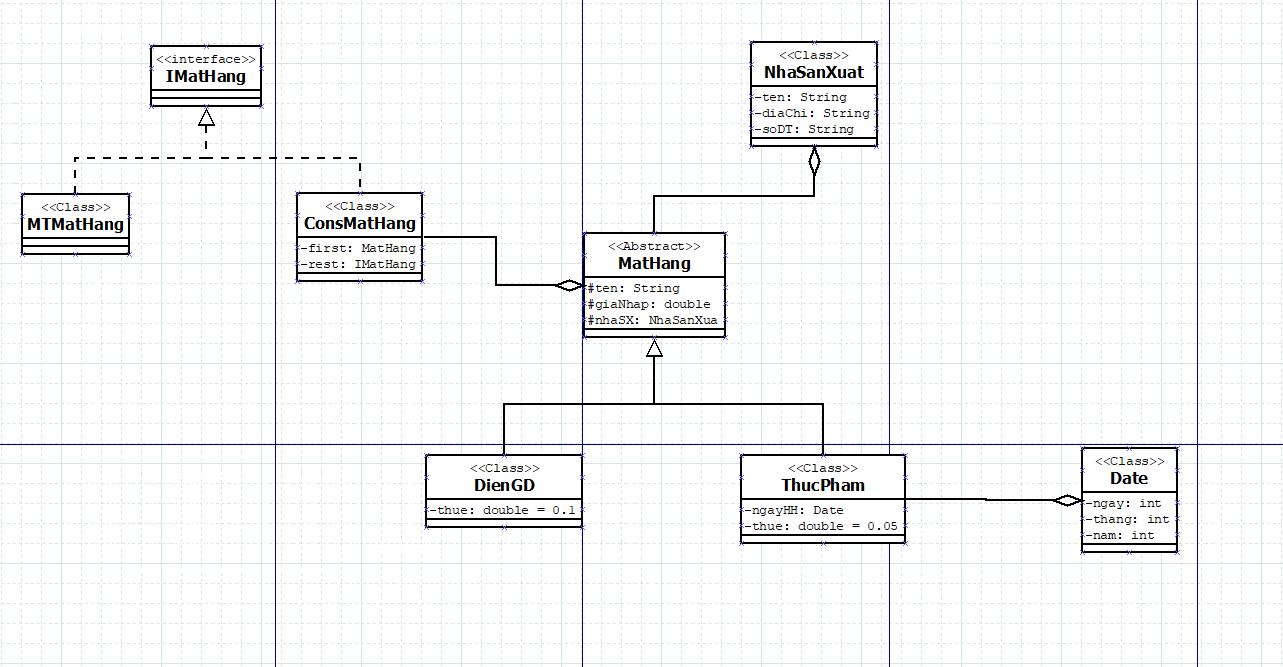 <<interface>>
IMatHang
<<Class>>
NhaSanXuat
-ten: String
-diaChi: String
-soDT: String
<<Class>>
MTMatHang
<<Class>>
ConsMatHang
-first: MatHang
-rest: IMatHang
<<Abstract>>
MatHang
#ten: String
#giaNhap: double
#nhaSX: NhaSanXua
<<Class>>
DienGD
-thue: double = 0.1
<<Class>>
ThucPham
-ngayHH: Date
-thue: double = 0.05
<<Class>>
Date
-ngay: int
-thang: int
-nam: int